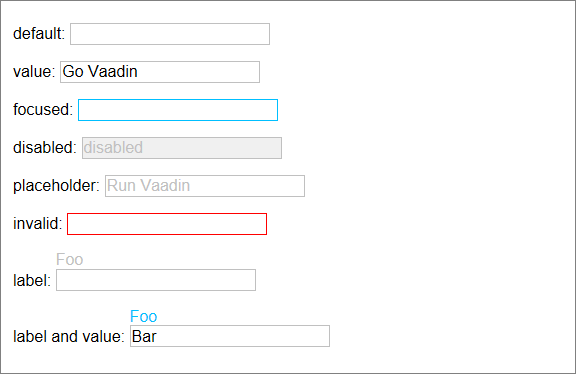 default:
value: Go Vaadin
focused:
disabled: disabled
placeholder: Run Vaadin
invalid:
Foo
label:
Foo
label and value: Bar